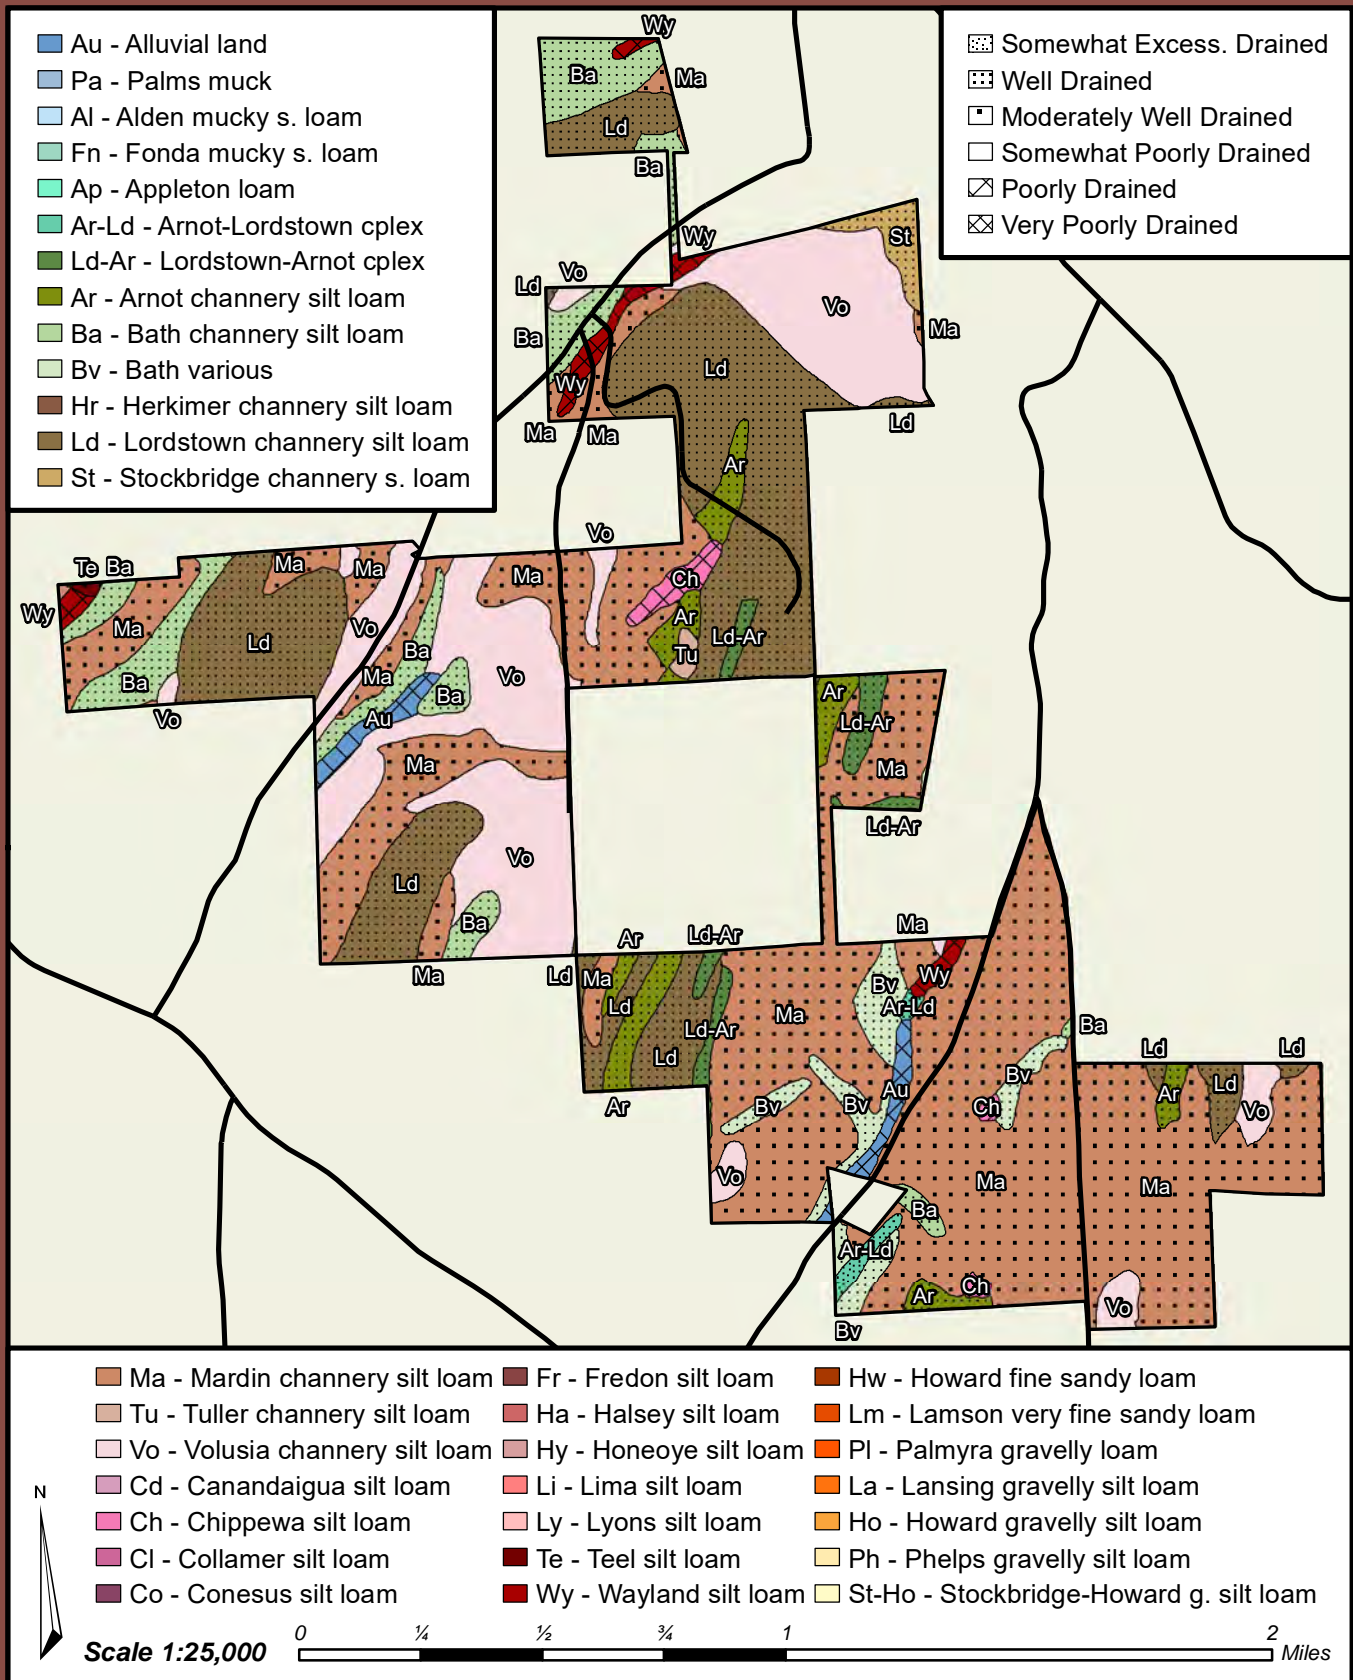 Au - Alluvial land
Pa - Palms muck
Al - Alden mucky s. loam
Fn - Fonda mucky s. loam
Ap - Appleton loam
Ar-Ld - Arnot-Lordstown cplex
Ld-Ar - Lordstown-Arnot cplex
Ar - Arnot channery silt loam
Ba - Bath channery silt loam
Bv - Bath various
Hr - Herkimer channery silt loam
Ld - Lordstown channery silt loam
St - Stockbridge channery s. loam
Somewhat Excess. Drained
Well Drained
Moderately Well Drained
Somewhat Poorly Drained
Poorly Drained
Very Poorly Drained
Wy
Ba
Ma
Ld
Ba
Wy
St
Vo
Ld
Vo
Ba
Ma
Ld
Wy
Ld
Ma
Ma
Ar
Vo
Te Ba
Ma
Ma
Ma
Ch
Wy
Ar
Ma
Vo
Ld
Ld-Ar
Ba
Tu
Vo
Ba
Ma
Ba
Ar
Vo
Au
Ld-Ar
Ma
Ma
Ld-Ar
Vo
Ld
Ba
Ma
Ar
Ld-Ar
Ma
Ld
Ma
Wy
Bv
Ld
Ar-Ld
Ma
Ba
Ld-Ar
Ld
Ld
Ld
Bv
Ld
Au
Ar
Bv
Bv
Ch
Vo
Ar
Vo
Ma
Ma
Ba
Ar-Ld
Ch
Ar
Vo
Bv
Ma - Mardin channery silt loam
Tu - Tuller channery silt loam
Vo - Volusia channery silt loam
Cd - Canandaigua silt loam
Ch - Chippewa silt loam
Cl - Collamer silt loam
Co - Conesus silt loam
Fr - Fredon silt loam
Ha - Halsey silt loam
Hy - Honeoye silt loam
Li - Lima silt loam
Ly - Lyons silt loam
Te - Teel silt loam
Wy - Wayland silt loam
Hw - Howard fine sandy loam
Lm - Lamson very fine sandy loam
Pl - Palmyra gravelly loam
La - Lansing gravelly silt loam
Ho - Howard gravelly silt loam
Ph - Phelps gravelly silt loam
St-Ho - Stockbridge-Howard g. silt loam
N
Scale 1:25,000
0 ¼ ½ ¾ 1 2 Miles